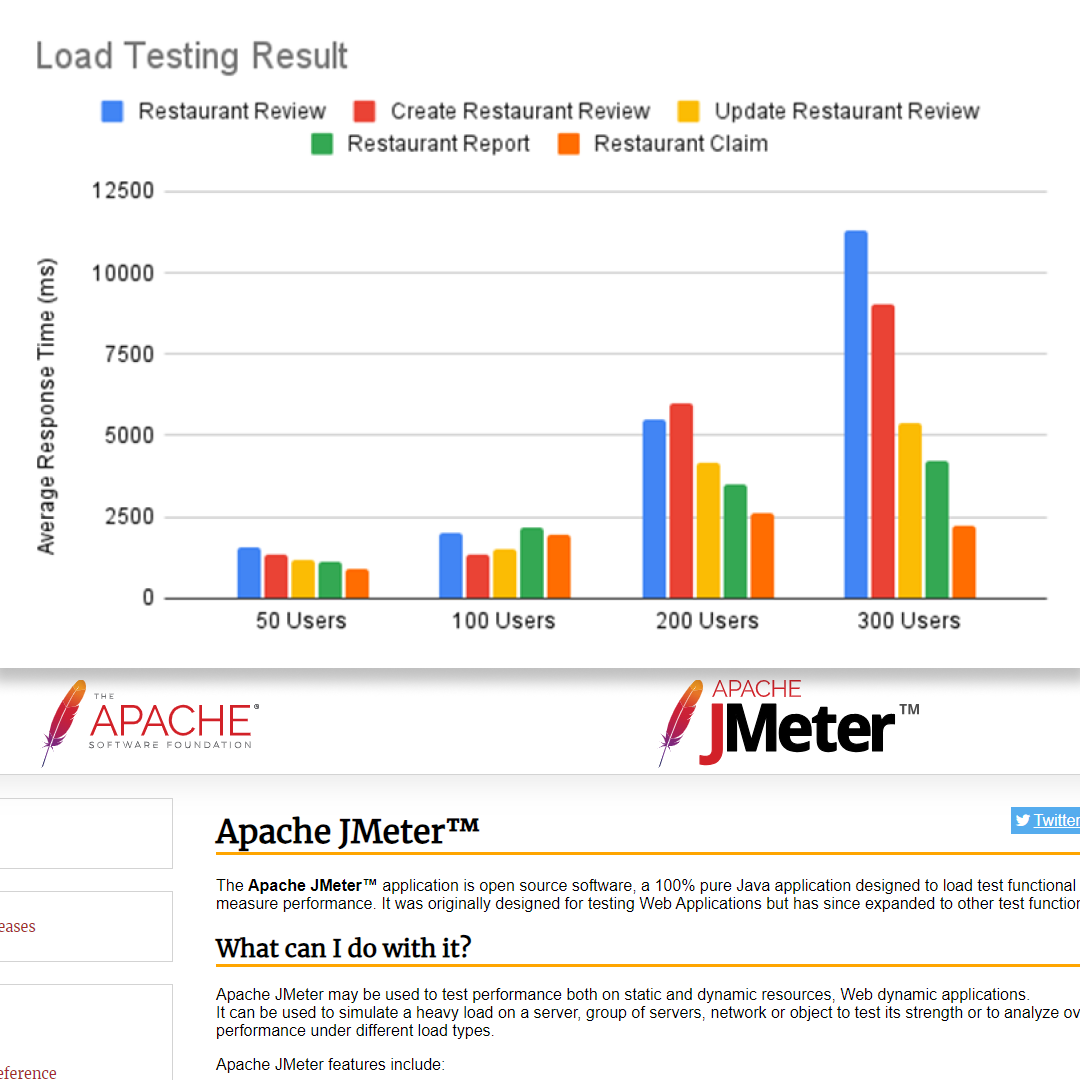 Load Testing Result
Restaurant Review Create Restaurant Review Update Restaurant Review
Restaurant Report Restaurant Claim
Average Response Time (ms)
12500
10000
7500
5000
2500
0
50 Users 100 Users 200 Users 300 Users
THE
APACHE®
SOFTWARE FOUNDATION
APACHE
JMeter™
Apache JMeter™
Twitter
The Apache JMeter™ application is open source software, a 100% pure Java application designed to load test functional
measure performance. It was originally designed for testing Web Applications but has since expanded to other test
eases
What can I do with it?
Apache JMeter may be used to test performance both on static and dynamic resources, Web dynamic applications.
It can be used to simulate a heavy load on a server, group of servers, network or object to test its strength or to analyze
performance under different load types.
Apache JMeter features include:
eference